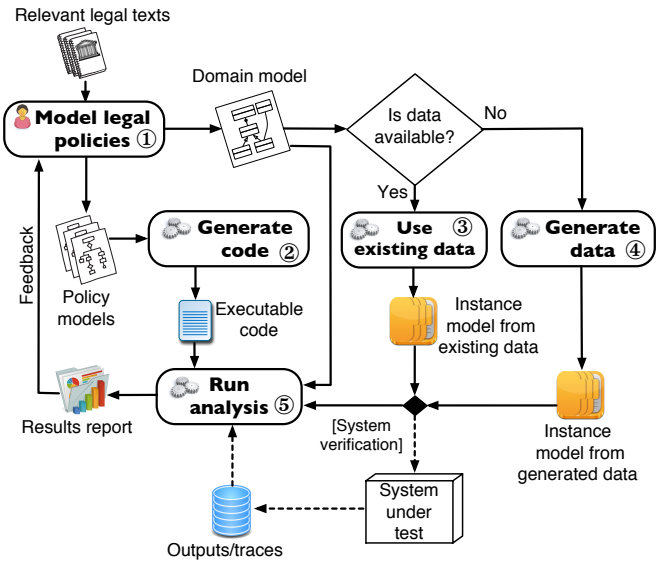 Relevant legal texts
Domain model
Model legal
policies ①
Is data
available?
No
Yes
Feedback
Generate
code ②
Use ③
existing data
Generate
data ④
Policy
models
Executable
code
Instance
model from
existing data
Run
analysis ⑤
Results report
[System
verification]
Instance
model from
generated data
System
under
test
Outputs/traces